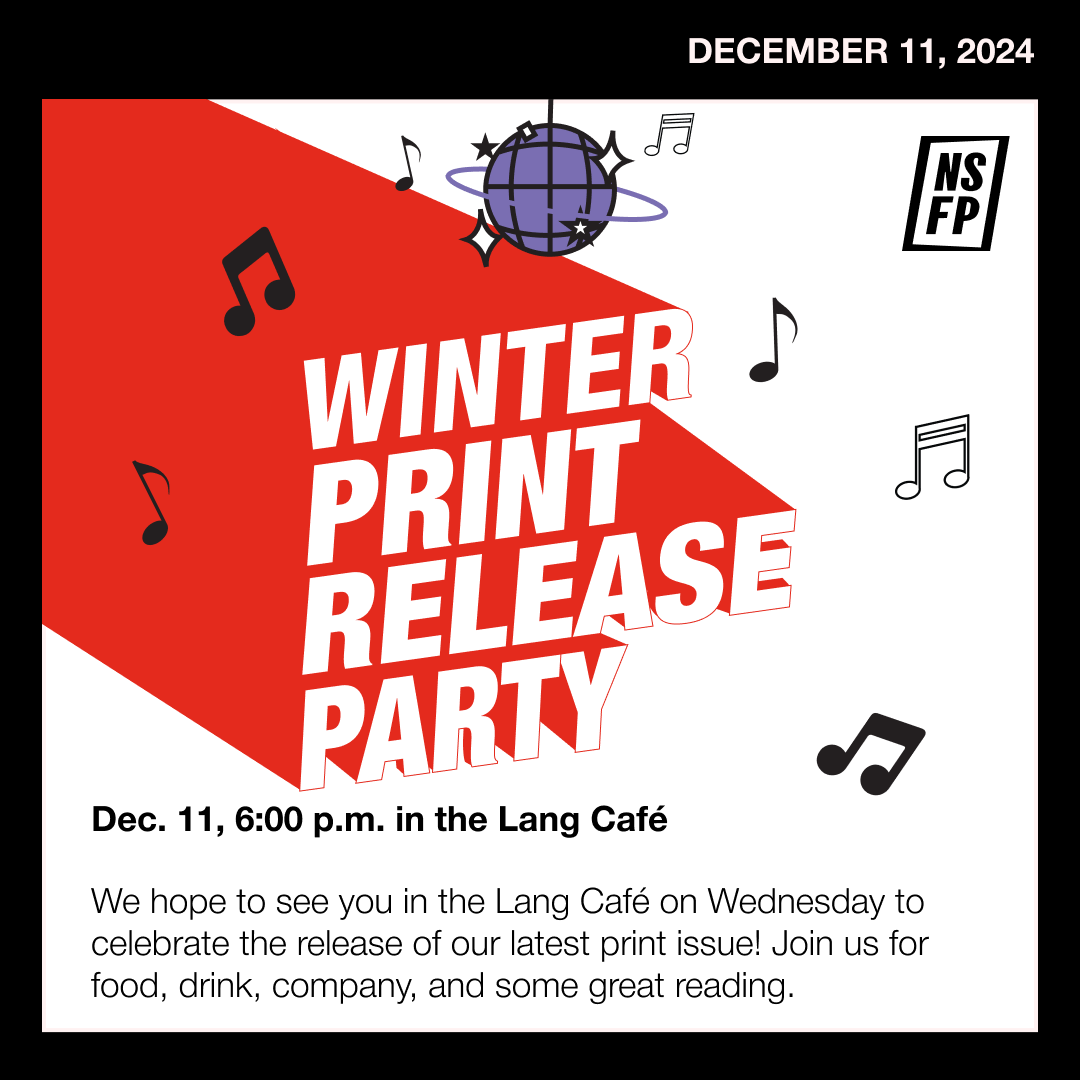 DECEMBER 11, 2024
NS
FP
WINTER
PRINT
RELEASE
PARTY
Dec. 11, 6:00 p.m. in the Lang Café
We hope to see you in the Lang Café on Wednesday to
celebrate the release of our latest print issue! Join us for
food, drink, company, and some great reading.